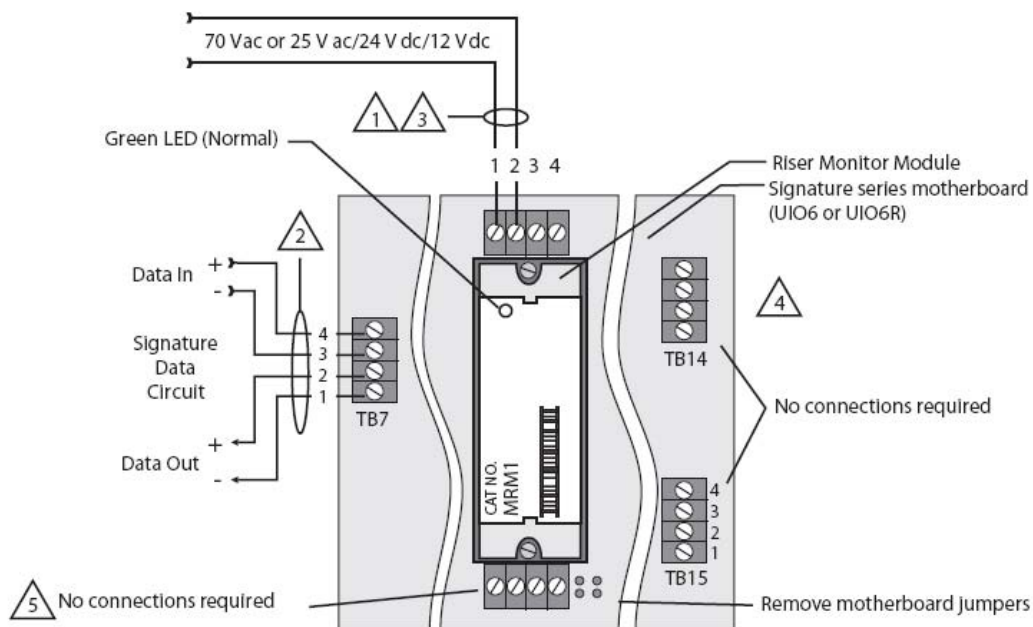 70 Vac or 25 V ac/24 V dc/12 Vdc
1 3
Green LED (Normal)
1 2 3 4
Riser Monitor Module
Signature series motherboard
(UIO6 or UIO6R)
2
Data In
+
-
4
Signature
Data
Circuit
4
3
2
1
TB7
TB14
No connections required
Data Out
+
-
CAT NO.
MRM1
4
3
2
1
TB15
5 No connections required
Remove motherboard jumpers